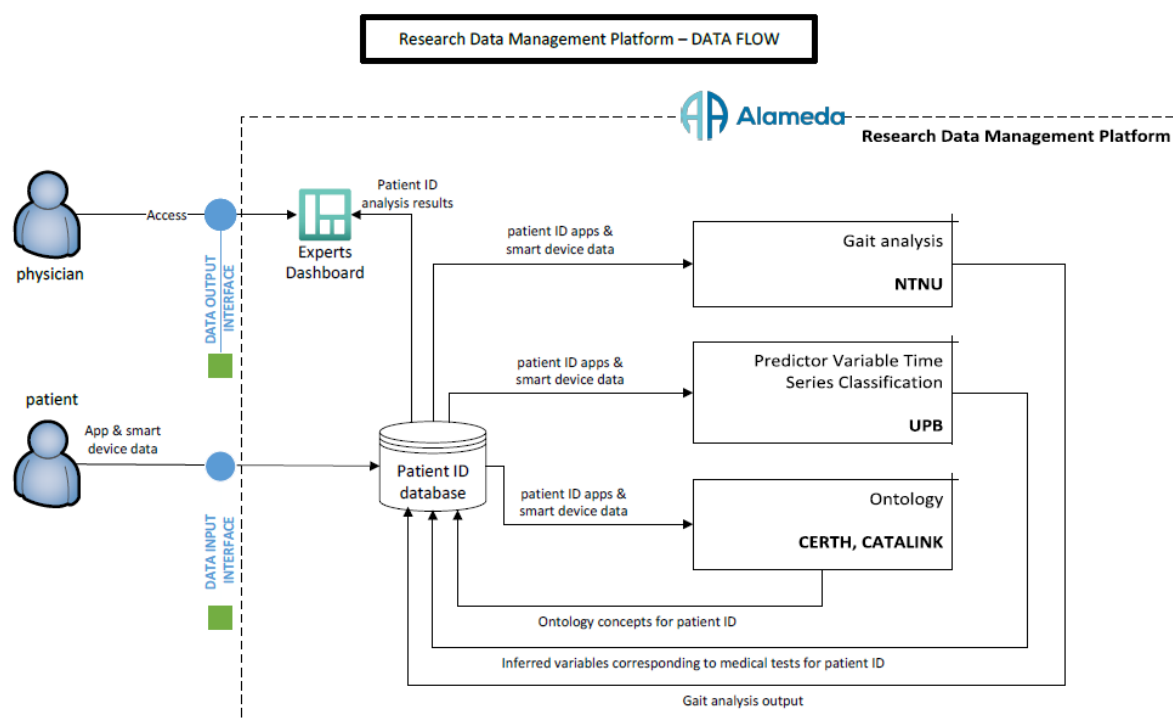 Research Data Management Platform – DATA FLOW
Alameda
Research Data Management Platform
physician
Access
DATA OUTPUT
INTERFACE
Experts
Dashboard
Patient ID
analysis results
patient ID apps &
smart device data
Gait analysis
NTNU
patient ID apps &
smart device data
Predictor Variable Time
Series Classification
UPB
patient
App & smart
device data
DATA INPUT
INTERFACE
Patient ID
database
patient ID apps &
smart device data
Ontology
CERTH, CATALINK
Ontology concepts for patient ID
Inferred variables corresponding to medical tests for patient ID
Gait analysis output